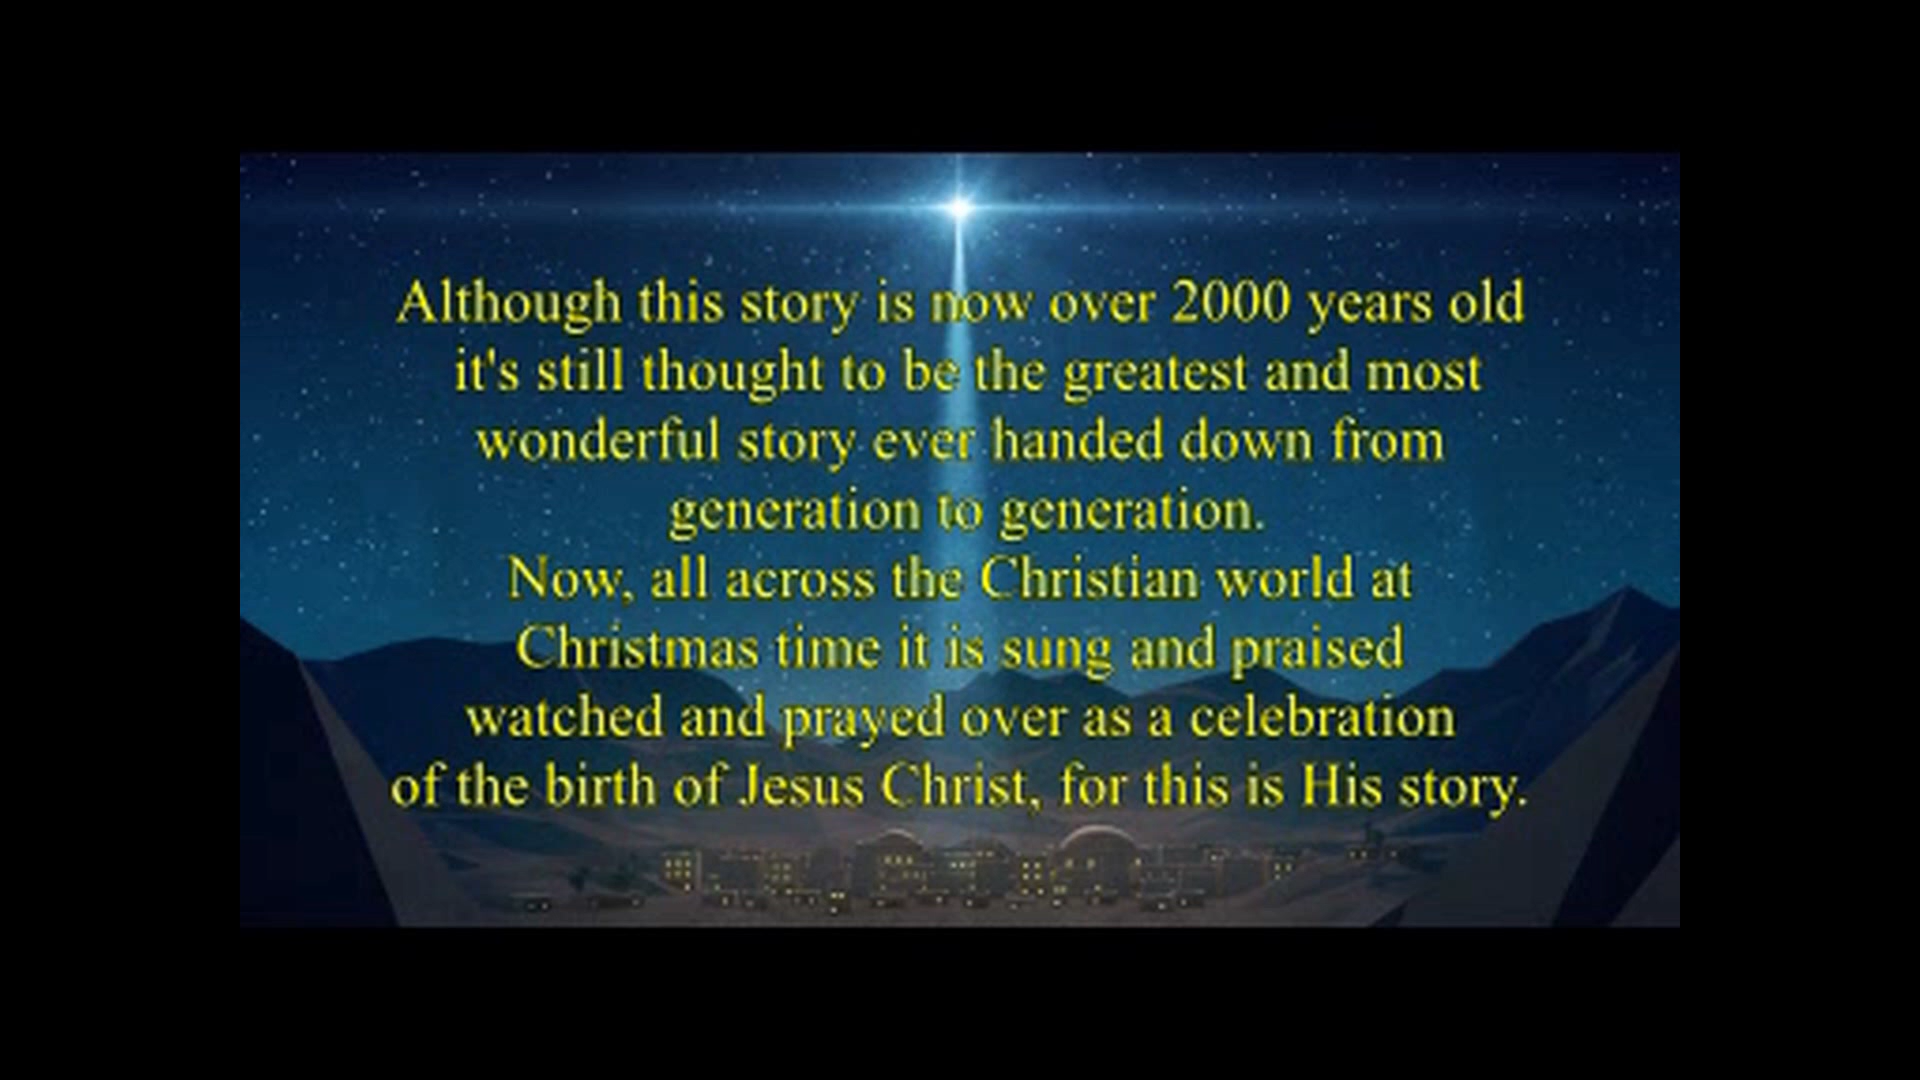 Although this story is now over 2000 years old
it's still thought to be the greatest and most
wonderful story ever handed down from
generation to generation.
Now, all across the Christian world at
Christmas time it is sung and praised
watched and prayed over as a celebration
of the birth of Jesus Christ, for this is His story.